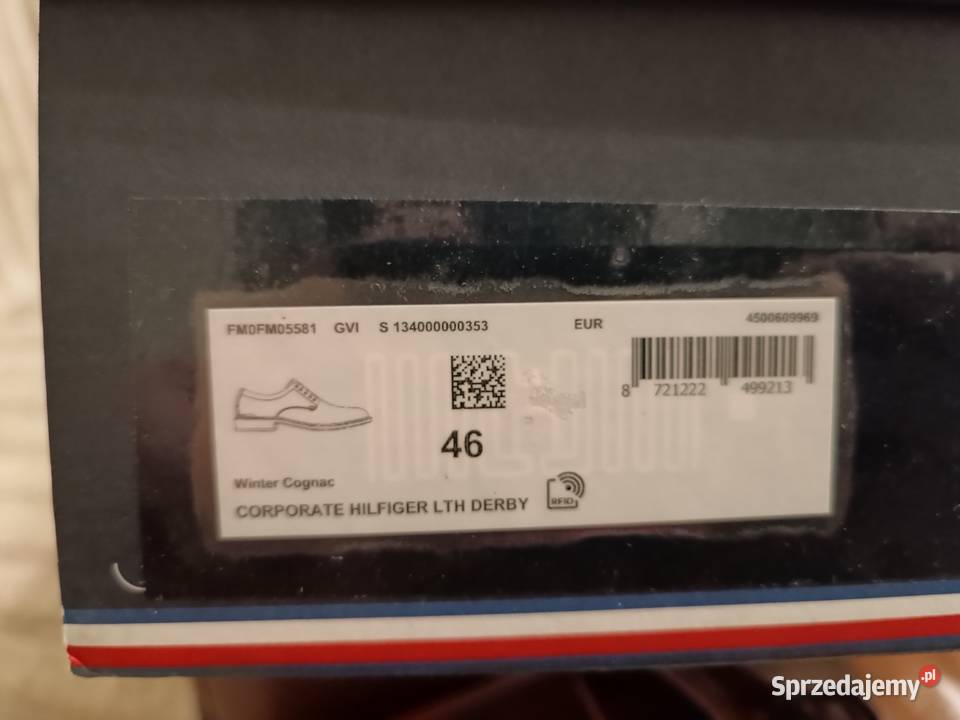 FM0FM05581 GVI S 134000000353 EUR 4500609969
8 721222 499213
46
Winter Cognac
CORPORATE HILFIGER LTH DERBY
RFID
Sprzedajemy.pl